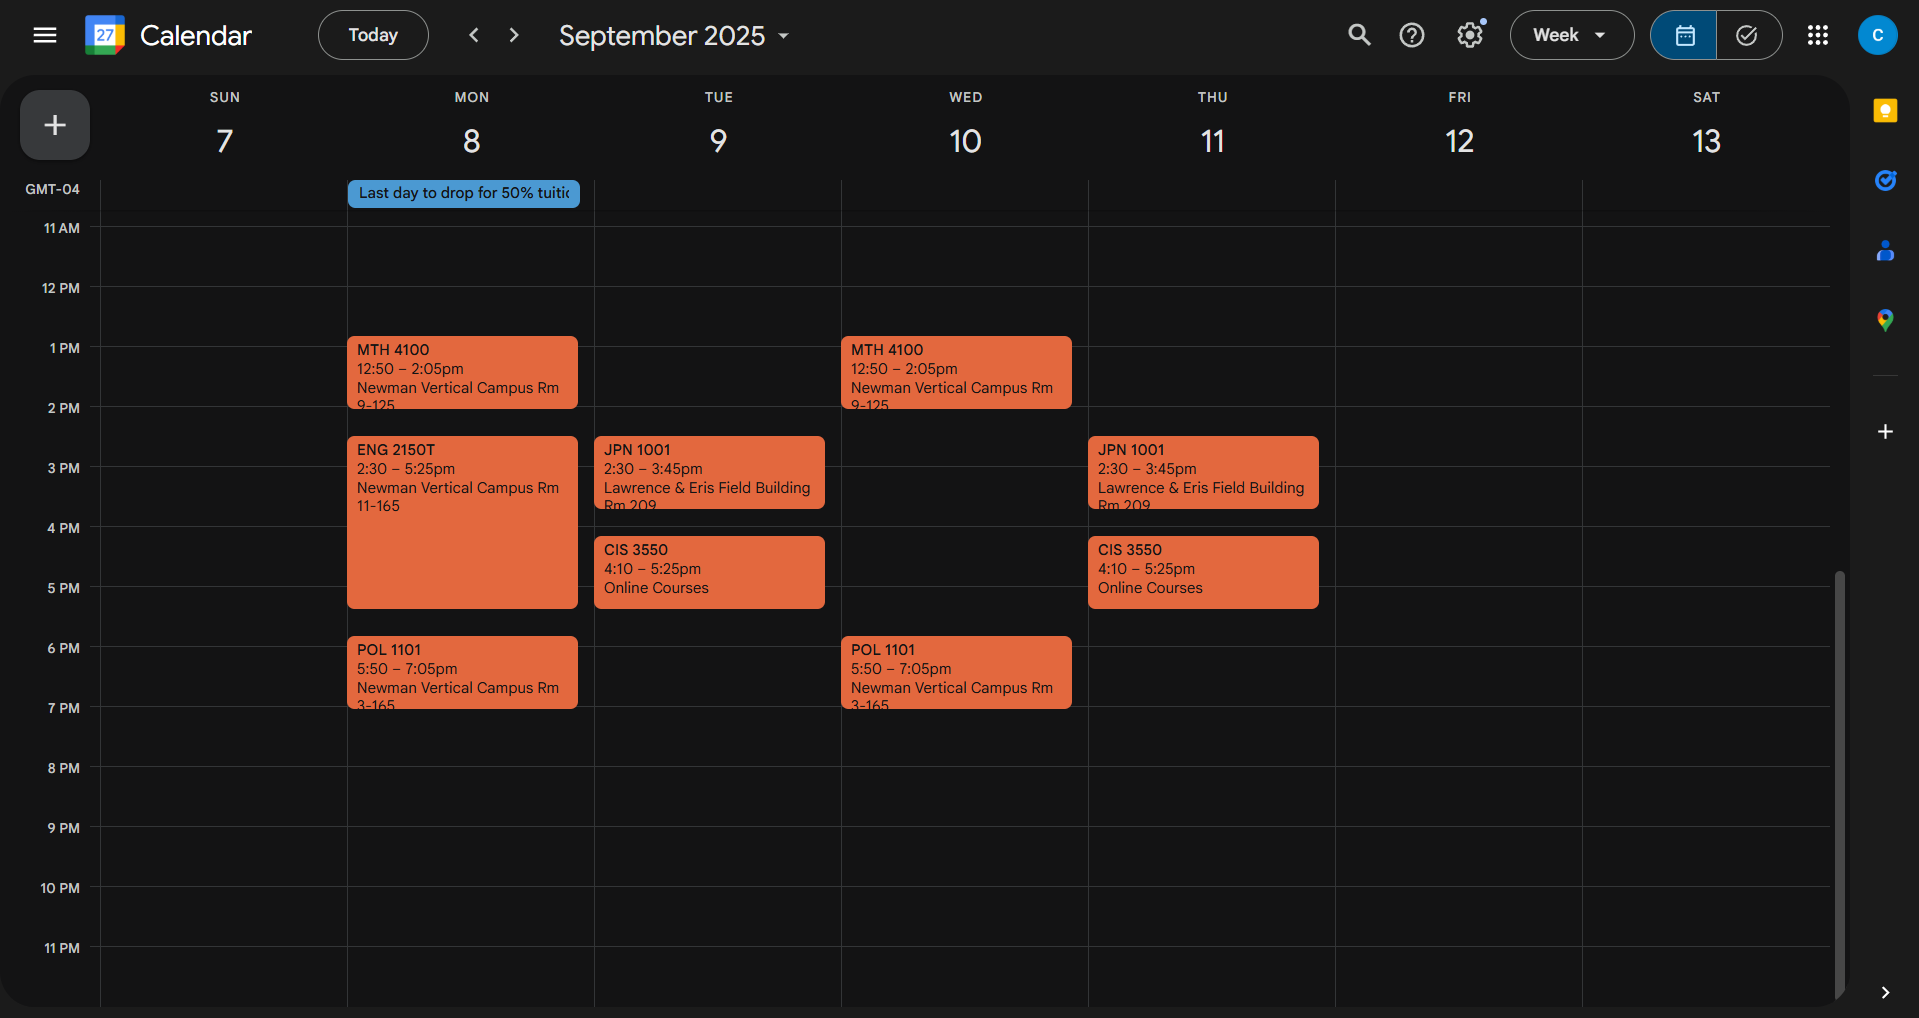 27 Calendar
Today
September 2025
Week
C
SUN
7
MON
8
TUE
9
WED
10
THU
11
FRI
12
SAT
13
GMT-04
Last day to drop for 50%
11 AM
12 PM
1 PM
2 PM
3 PM
4 PM
5 PM
6 PM
7 PM
8 PM
9 PM
10 PM
11 PM
MTH 4100
12:50 – 2:05pm
Newman Vertical Campus Rm
9-125
ENG 2150T
2:30 – 5:25pm
Newman Vertical Campus Rm
11-165
POL 1101
5:50 – 7:05pm
Newman Vertical Campus Rm
3-165
JPN 1001
2:30 – 3:45pm
Lawrence & Eris Field Building
Rm 209
CIS 3550
4:10 – 5:25pm
Online Courses
MTH 4100
12:50 – 2:05pm
Newman Vertical Campus Rm
9-125
POL 1101
5:50 – 7:05pm
Newman Vertical Campus Rm
3-165
JPN 1001
2:30 – 3:45pm
Lawrence & Eris Field Building
Rm 209
CIS 3550
4:10 – 5:25pm
Online Courses